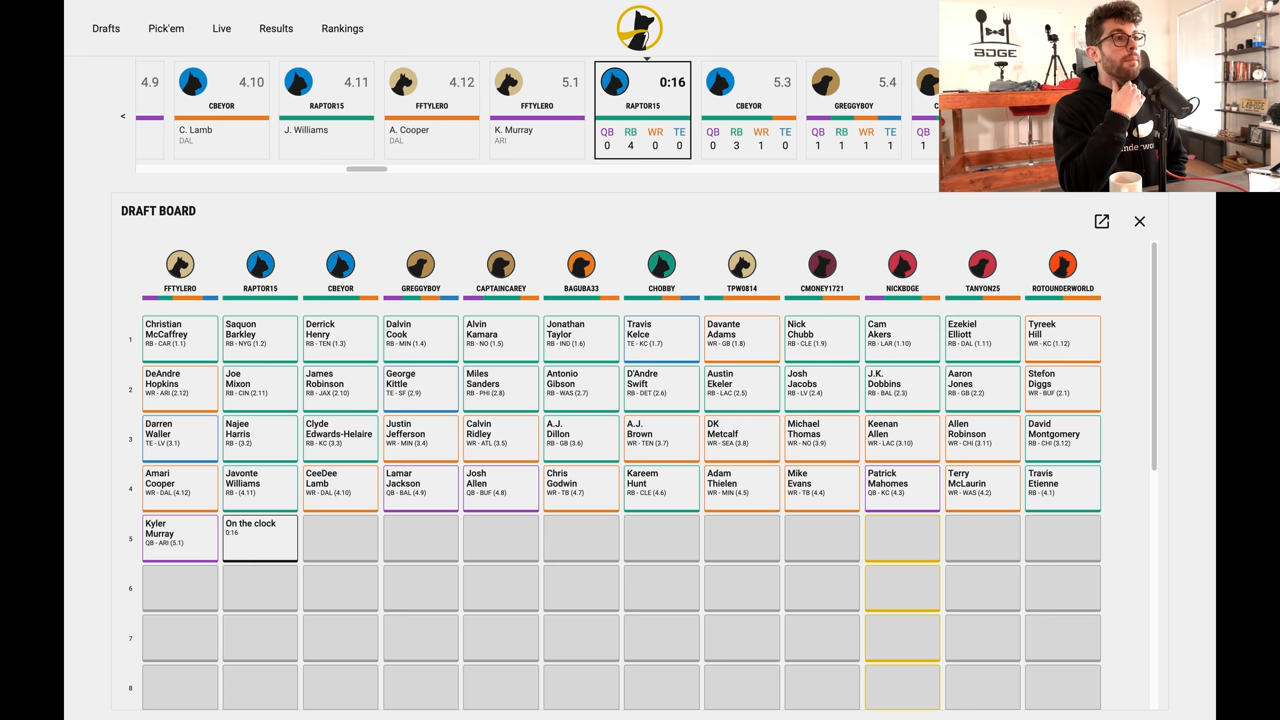 Drafts Pick'em Live Results Rankings
BDGE
4.9
4.10
CBEYOR
C. Lamb
DAL
4.11
RAPTOR15
J. Williams
4.12
FFTYLERO
A. Cooper
DAL
5.1
FFTYLERO
K. Murray
ARI
0:16
RAPTOR15
QB RB WR TE
0 4 0 0
5.3
CBEYOR
QB RB WR TE
0 3 1 0
5.4
GREGGYBOY
QB RB WR TE
1 1 1 1
C
QB
1
<
DRAFT BOARD
FFTYLERO RAPTOR15 CBEYOR GREGGYBOY CAPTAINCAREY BAGUBA33 CHOBBY TPW0814 CMONEY1721 NICKBDGE TANYON25 ROTOUNDERWORLD
1
Christian McCaffrey
RB - CAR (1.1)
Saquon Barkley
RB - NYG (1.2)
Derrick Henry
RB - TEN (1.3)
Dalvin Cook
RB - MIN (1.4)
Alvin Kamara
RB - NO (1.5)
Jonathan Taylor
RB - IND (1.6)
Travis Kelce
TE - KC (1.7)
Davante Adams
WR - GB (1.8)
Nick Chubb
RB - CLE (1.9)
Cam Akers
RB - LAR (1.10)
Ezekiel Elliott
RB - DAL (1.11)
Tyreek Hill
WR - KC (1.12)
2
DeAndre Hopkins
WR - ARI (2.12)
Joe Mixon
RB - CIN (2.11)
James Robinson
RB - JAX (2.10)
George Kittle
TE - SF (2.9)
Miles Sanders
RB - PHI (2.8)
Antonio Gibson
RB - WAS (2.7)
D'Andre Swift
RB - DET (2.6)
Austin Ekeler
RB - LAC (2.5)
Josh Jacobs
RB - LV (2.4)
J.K. Dobbins
RB - BAL (2.3)
Aaron Jones
RB - GB (2.2)
Stefon Diggs
WR - BUF (2.1)
3
Darren Waller
TE - LV (3.1)
Najee Harris
RB - (3.2)
Clyde Edwards-Helaire
RB - KC (3.3)
Justin Jefferson
WR - MIN (3.4)
Calvin Ridley
WR - ATL (3.5)
A.J. Dillon
RB - GB (3.6)
A.J. Brown
WR - TEN (3.7)
DK Metcalf
WR - SEA (3.8)
Michael Thomas
WR - NO (3.9)
Keenan Allen
WR - LAC (3.10)
Allen Robinson
WR - CHI (3.11)
David Montgomery
RB - CHI (3.12)
4
Amari Cooper
WR - DAL (4.12)
Javonte Williams
RB - (4.11)
CeeDee Lamb
WR - DAL (4.10)
Lamar Jackson
QB - BAL (4.9)
Josh Allen
QB - BUF (4.8)
Chris Godwin
WR - TB (4.7)
Kareem Hunt
RB - CLE (4.6)
Adam Thielen
WR - MIN (4.5)
Mike Evans
WR - TB (4.4)
Patrick Mahomes
QB - KC (4.3)
Terry McLaurin
WR - WAS (4.2)
Travis Etienne
RB - (4.1)
5
Kyler Murray
QB - ARI (5.1)
On the clock
0:16
6
7
8